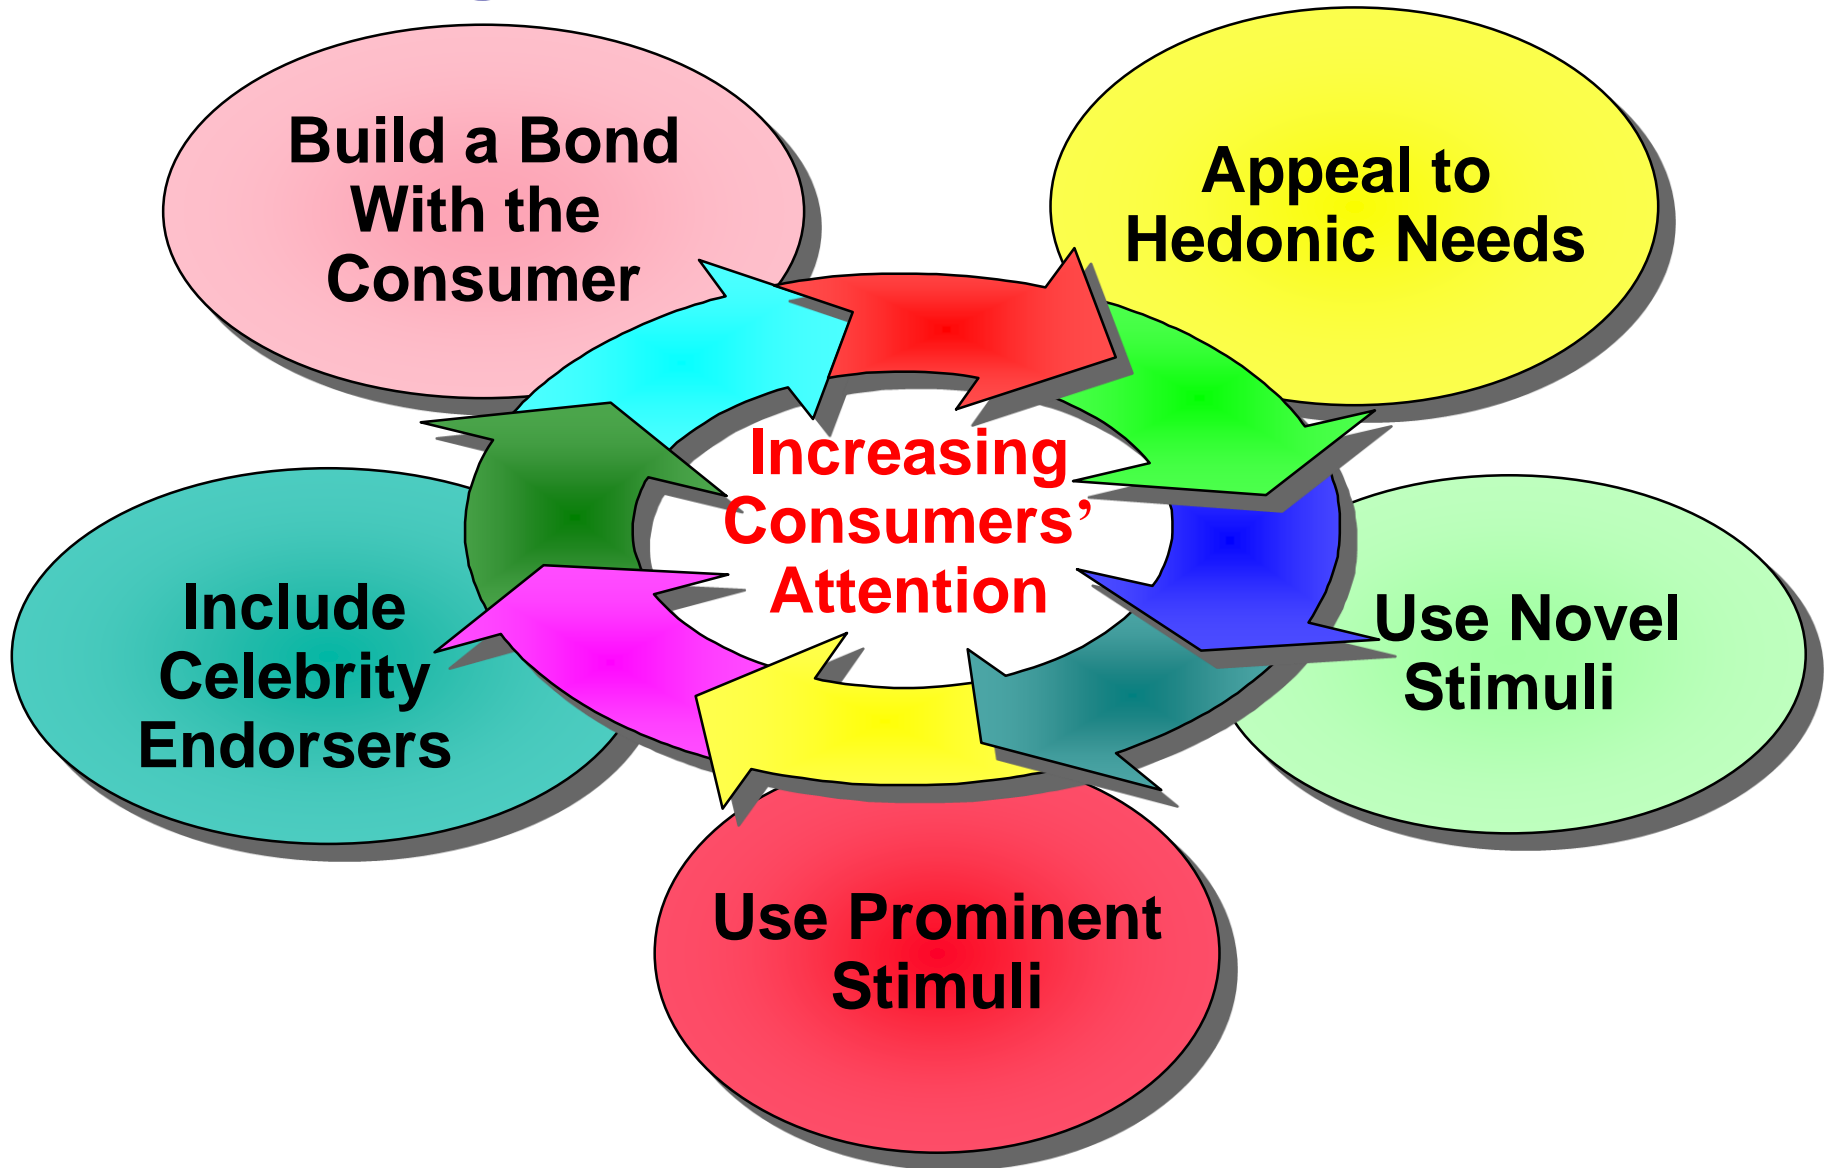 Build a Bond
With the
Consumer
Appeal to
Hedonic Needs
Increasing
Consumers’
Attention
Include
Celebrity
Endorsers
Use Novel
Stimuli
Use Prominent
Stimuli